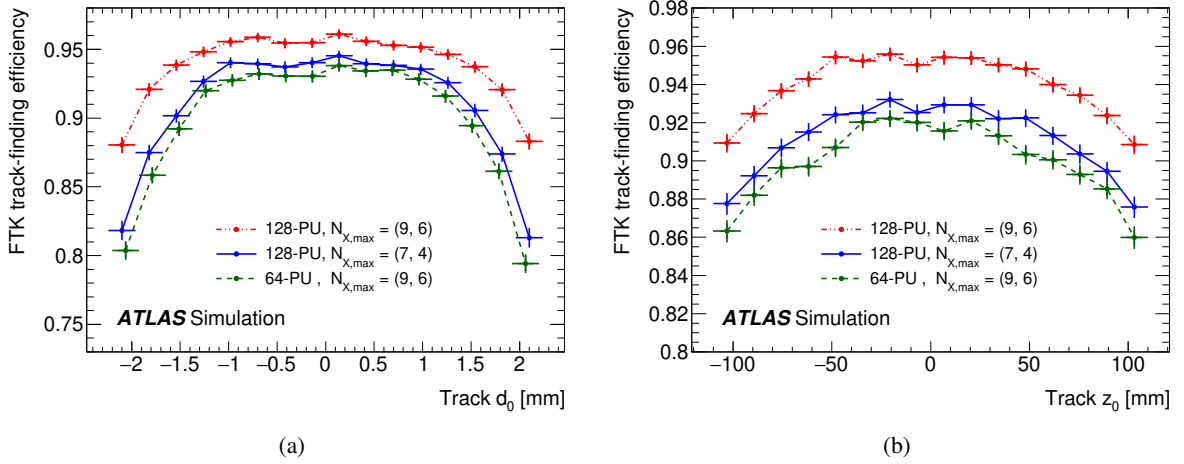 FTK track-finding efficiency
0.95
0.9
0.85
0.8
0.75
128-PU, N_X,max = (9, 6)
128-PU, N_X,max = (7, 4)
64-PU , N_X,max = (9, 6)
ATLAS Simulation
−2 −1.5 −1 −0.5 0 0.5 1 1.5 2
Track d_0 [mm]
(a)
FTK track-finding efficiency
0.98
0.96
0.94
0.92
0.9
0.88
0.86
0.84
0.82
0.8
128-PU, N_X,max = (9, 6)
128-PU, N_X,max = (7, 4)
64-PU , N_X,max = (9, 6)
ATLAS Simulation
−100 −50 0 50 100
Track z_0 [mm]
(b)